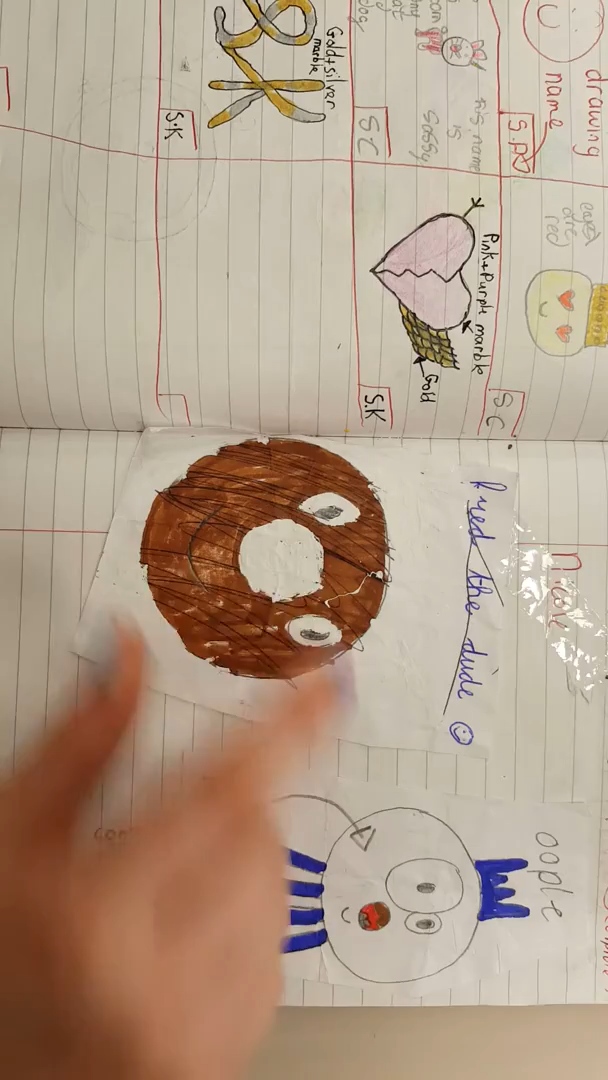 drawing
name
S.P
his name
is
Sassy
S C
Gold + silver
marble
S.K
eyes
are
red
S C
Pink + Purple marble
Gold
S.K
Nicole
Fred the dude
oople